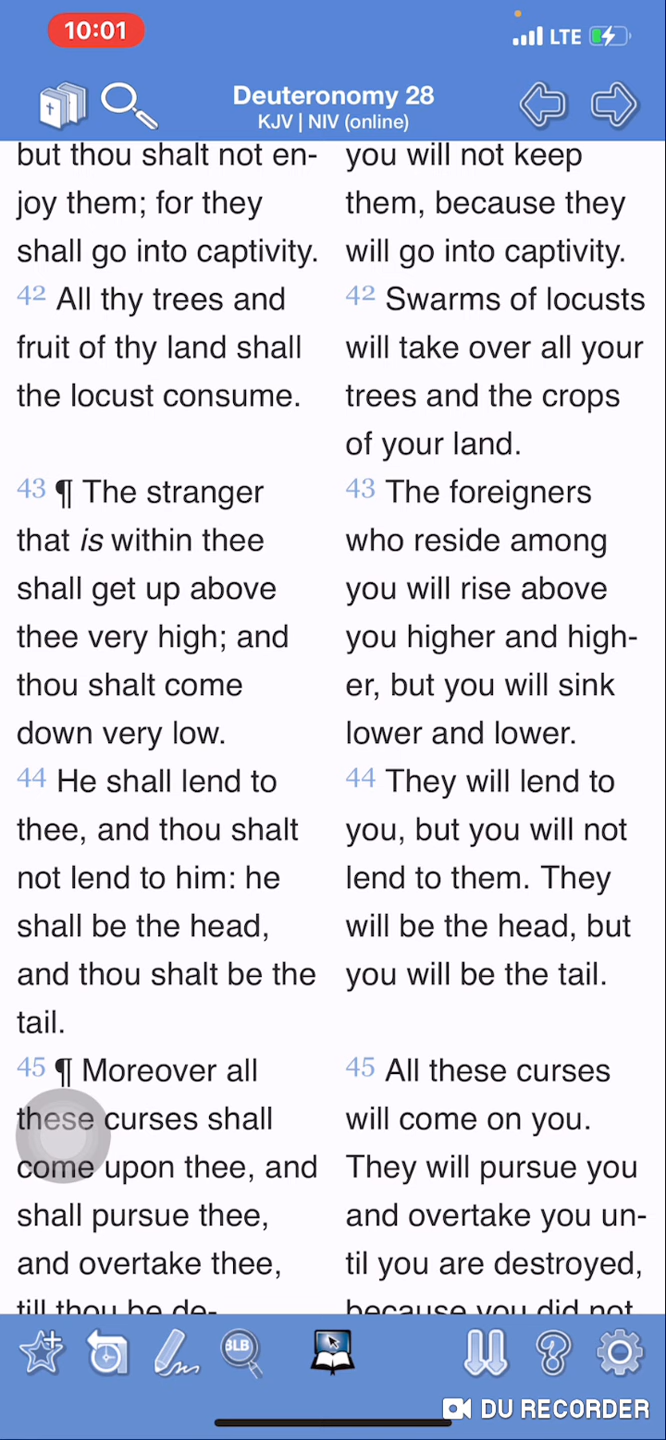 10:01
LTE
Deuteronomy 28
KJV | NIV (online)
but thou shalt not en-
joy them; for they
shall go into captivity.
42 All thy trees and
fruit of thy land shall
the locust consume.
43 ¶ The stranger
that is within thee
shall get up above
thee very high; and
thou shalt come
down very low.
44 He shall lend to
thee, and thou shalt
not lend to him: he
shall be the head,
and thou shalt be the
tail.
45 ¶ Moreover all
these curses shall
come upon thee, and
shall pursue thee,
and overtake thee,
till thou be de-
you will not keep
them, because they
will go into captivity.
42 Swarms of locusts
will take over all your
trees and the crops
of your land.
43 The foreigners
who reside among
you will rise above
you higher and high-
er, but you will sink
lower and lower.
44 They will lend to
you, but you will not
lend to them. They
will be the head, but
you will be the tail.
45 All these curses
will come on you.
They will pursue you
and overtake you un-
til you are destroyed,
because you did not
BLB
DU RECORDER